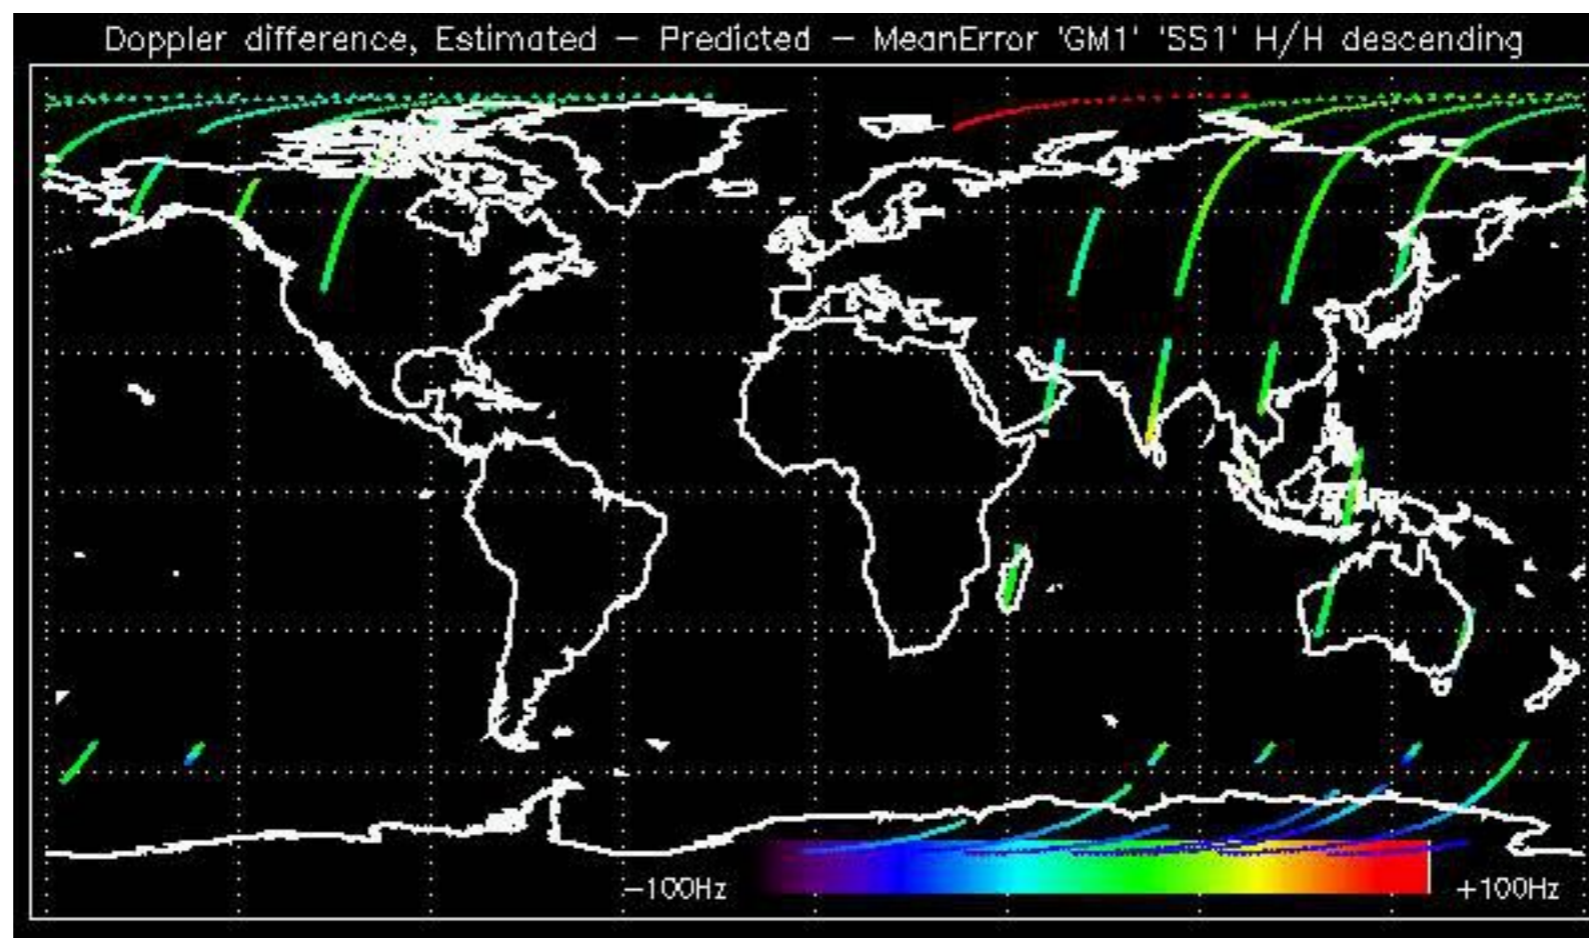 Doppler difference, Estimated – Predicted – MeanError 'GM1' 'SS1' H/H descending
–100Hz
+100Hz